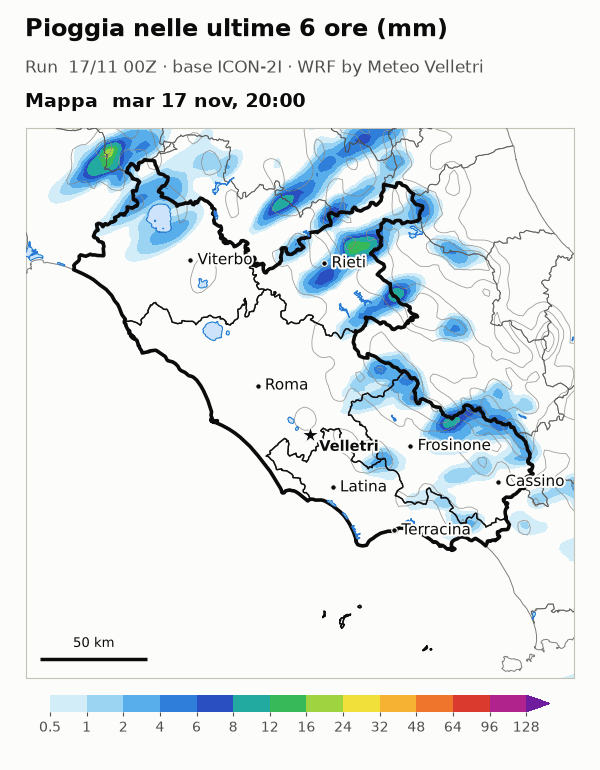 Pioggia nelle ultime 6 ore (mm)
Run  17/11 00Z · base ICON-2I · WRF by Meteo Velletri
Mappa  mar 17 nov, 20:00
Viterbo
Rieti
Roma
Velletri
Frosinone
Latina
Cassino
Terracina
50 km
0.5 1 2 4 6 8 12 16 24 32 48 64 96 128